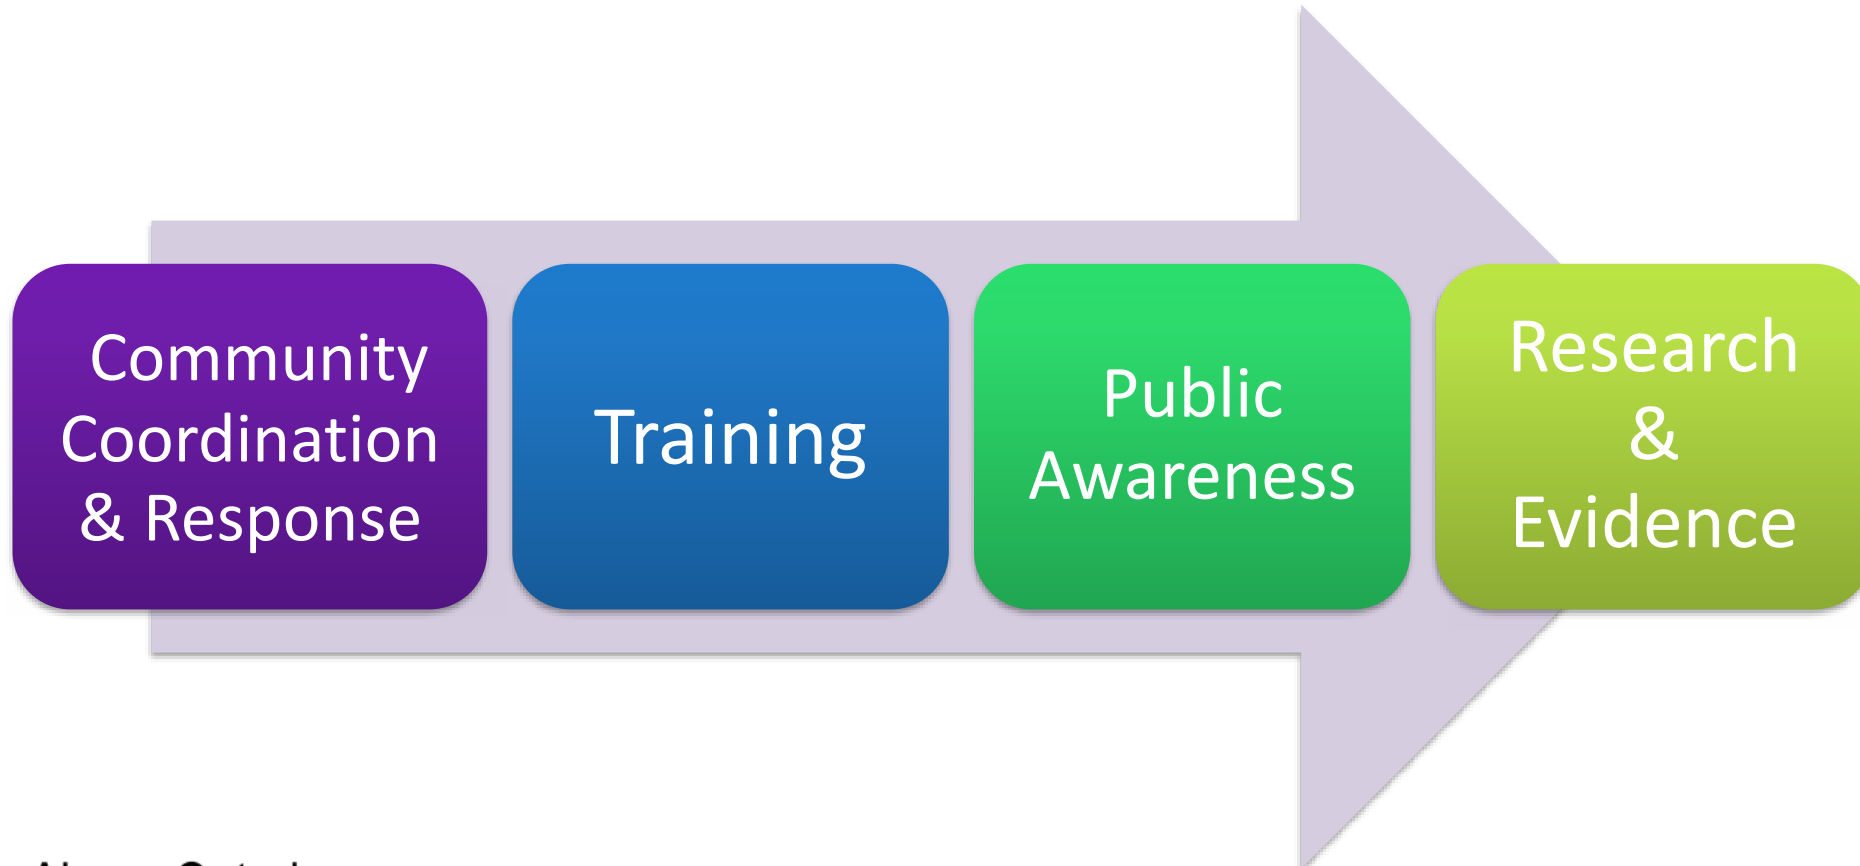 Community
Coordination
& Response
Training
Public
Awareness
Research
&
Evidence